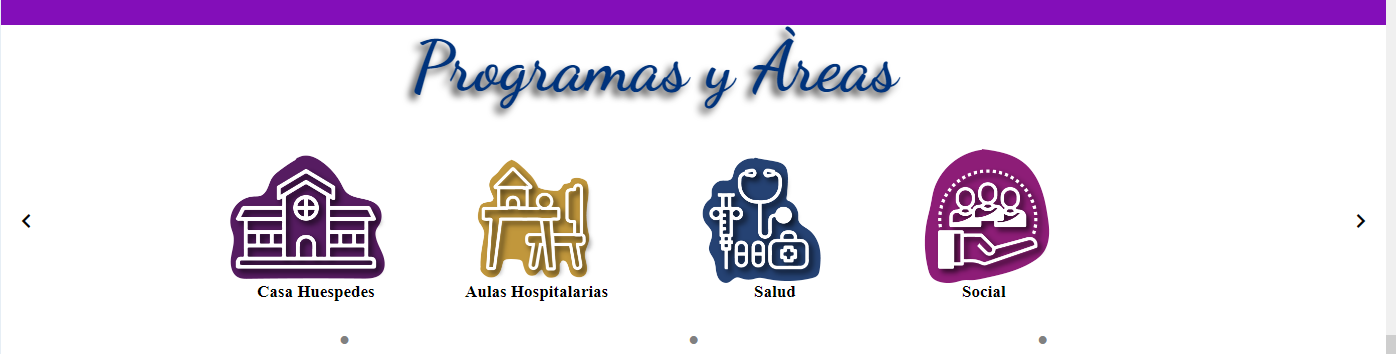 Programas y Àreas
Casa Huespedes
Aulas Hospitalarias
Salud
Social